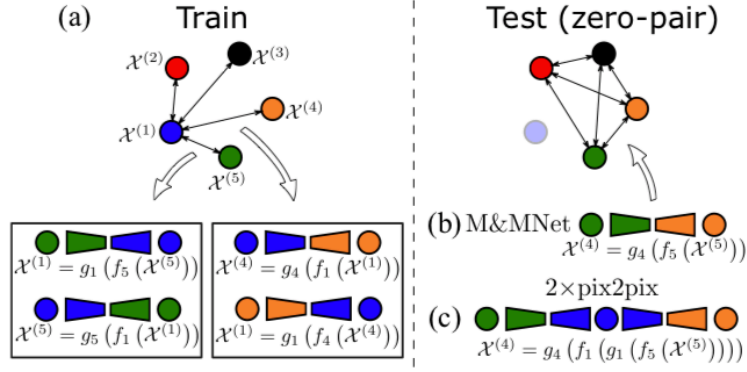 (a) Train
Test (zero-pair)
𝒳^(2)
𝒳^(3)
𝒳^(1)
𝒳^(4)
𝒳^(5)
𝒳^(1) = g_1 (f_5 (𝒳^(5)))
𝒳^(4) = g_4 (f_1 (𝒳^(1)))
𝒳^(5) = g_5 (f_1 (𝒳^(1)))
𝒳^(1) = g_1 (f_4 (𝒳^(4)))
(b) M&MNet
𝒳^(4) = g_4 (f_5 (𝒳^(5)))
2×pix2pix
(c)
𝒳^(4) = g_4 (f_1 (g_1 (f_5 (𝒳^(5)))))